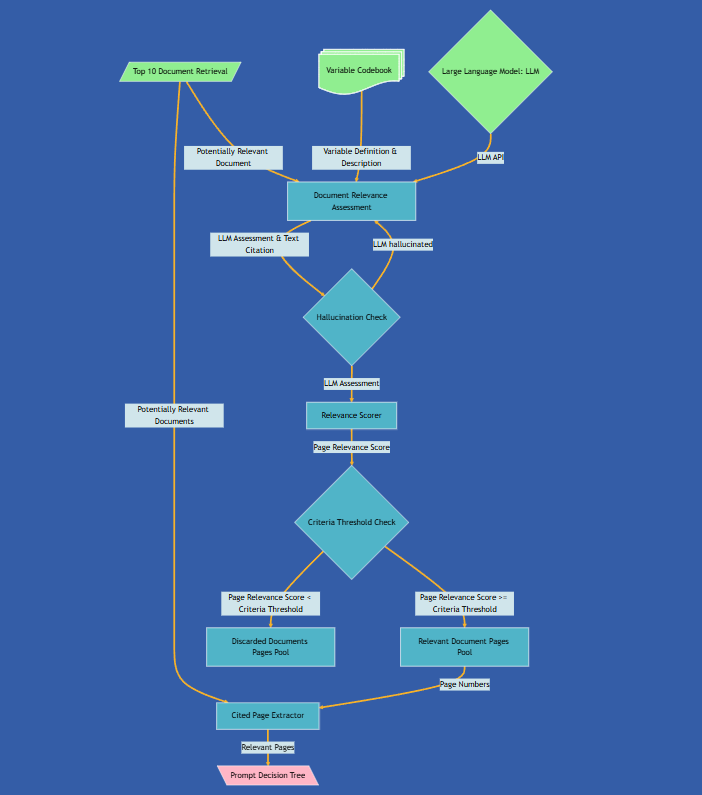 Top 10 Document Retrieval
Variable Codebook
Large Language Model: LLM
Potentially Relevant
Document
Variable Definition &
Description
LLM API
Document Relevance
Assessment
LLM Assessment & Text
Citation
LLM hallucinated
Hallucination Check
LLM Assessment
Potentially Relevant
Documents
Relevance Scorer
Page Relevance Score
Criteria Threshold Check
Page Relevance Score <
Criteria Threshold
Page Relevance Score >=
Criteria Threshold
Discarded Documents
Pages Pool
Relevant Document Pages
Pool
Page Numbers
Cited Page Extractor
Relevant Pages
Prompt Decision Tree